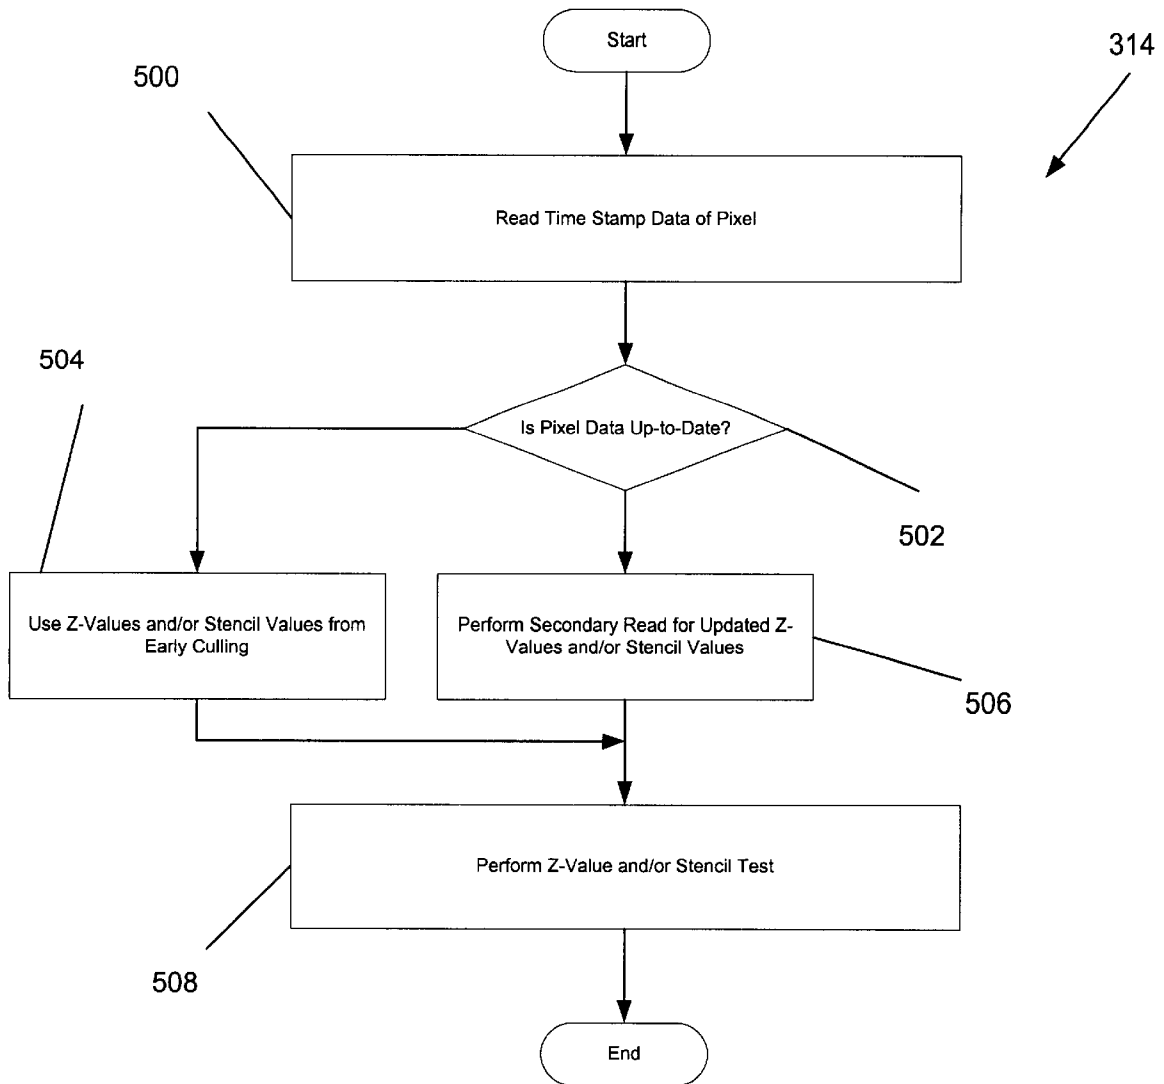 Start
314
500
Read Time Stamp Data of Pixel
504
Is Pixel Data Up-to-Date?
502
Use Z-Values and/or Stencil Values from
Early Culling
Perform Secondary Read for Updated Z-
Values and/or Stencil Values
506
Perform Z-Value and/or Stencil Test
508
End